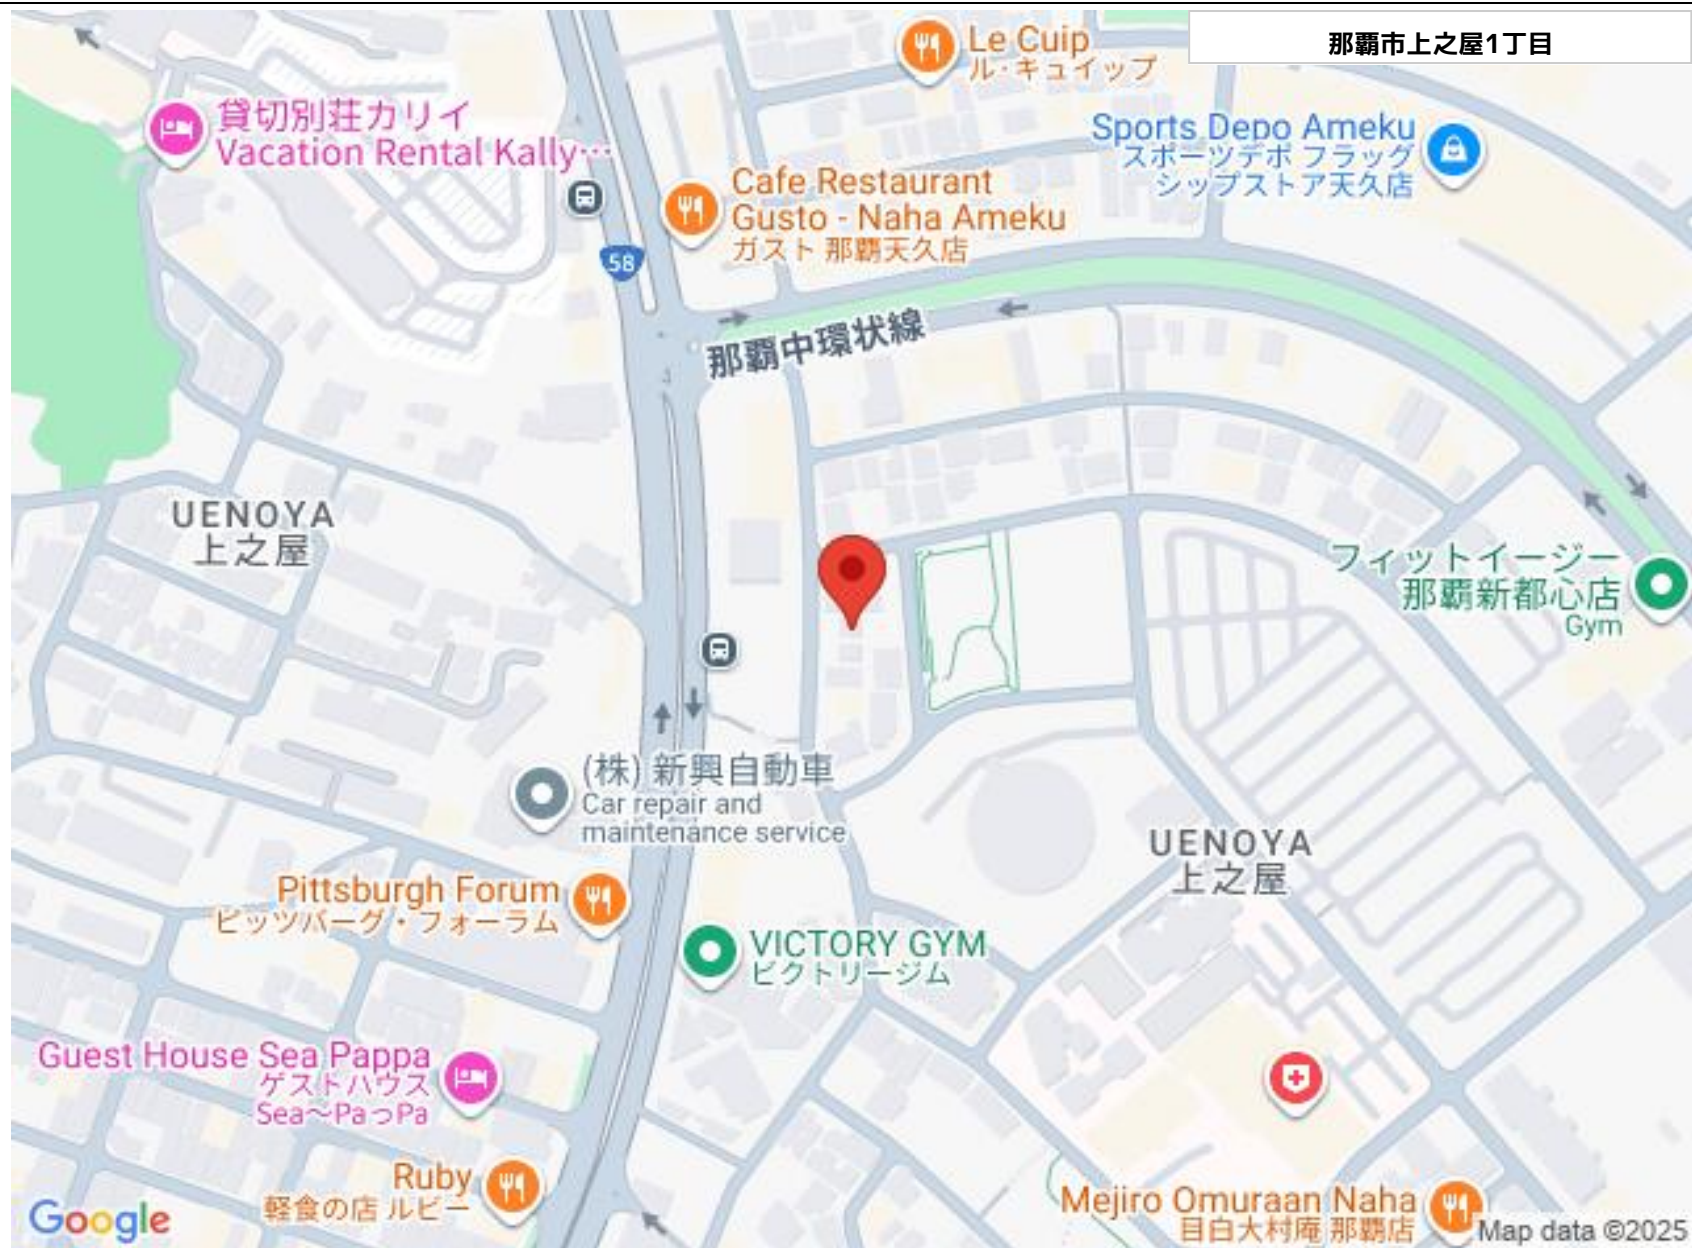 那覇市上之屋1丁目
Le Cuip
ル・キュイップ
貸切別荘カリイ
Vacation Rental Kally…
Sports Depo Ameku
スポーツデポ フラッグ
シップストア天久店
Cafe Restaurant
Gusto - Naha Ameku
ガスト 那覇天久店
58
那覇中環状線
UENOYA
上之屋
フィットイージー
那覇新都心店
Gym
(株) 新興自動車
Car repair and
maintenance service
UENOYA
上之屋
Pittsburgh Forum
ピッツバーグ・フォーラム
VICTORY GYM
ビクトリージム
Guest House Sea Pappa
ゲストハウス
Sea～PaっPa
Ruby
軽食の店 ルビー
Mejiro Omuraan Naha
目白大村庵 那覇店
Google
Map data ©2025